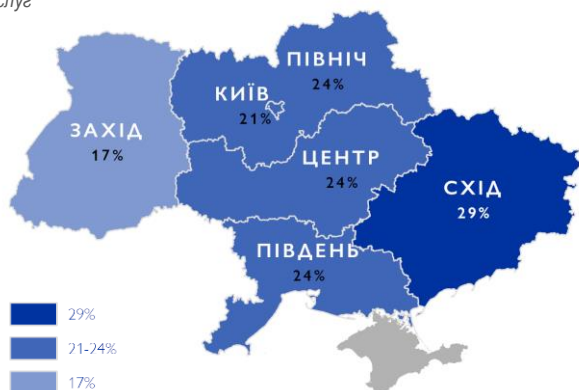 ПІВНІЧ
24%
КИЇВ
21%
ЗАХІД
17%
ЦЕНТР
24%
СХІД
29%
ПІВДЕНЬ
24%
29%
21-24%
17%